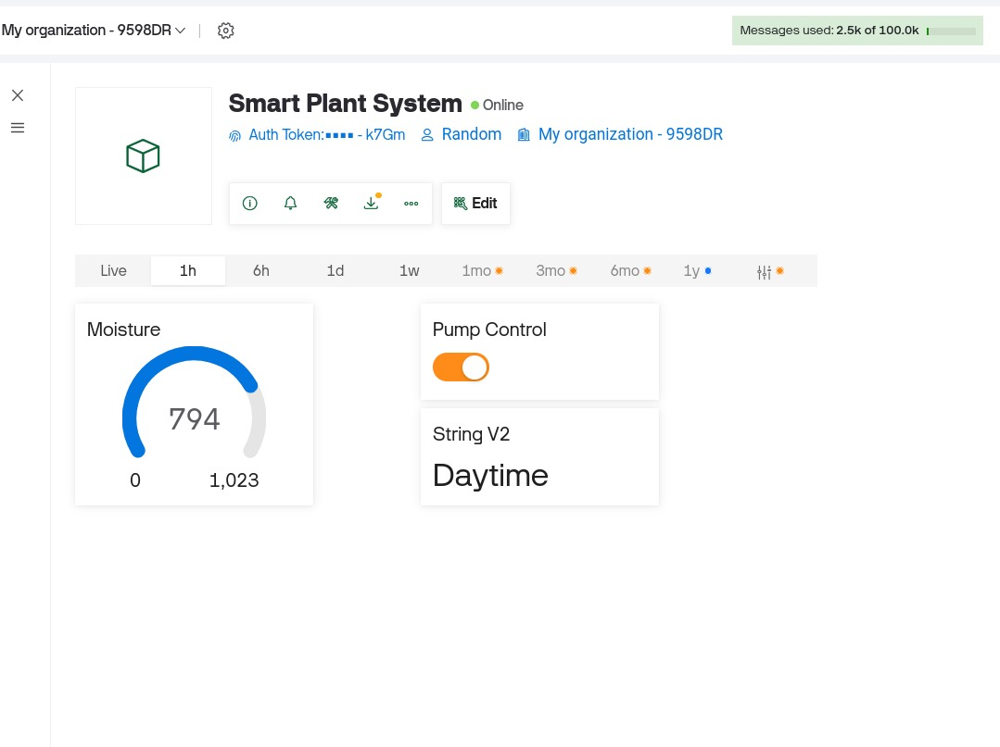 My organization - 9598DR
Messages used: 2.5k of 100.0k
Smart Plant System
Online
Auth Token:▪▪▪▪ - k7Gm
Random
My organization - 9598DR
Edit
Live 1h 6h 1d 1w 1mo 3mo 6mo 1y
Moisture
794
0 1,023
Pump Control
String V2
Daytime